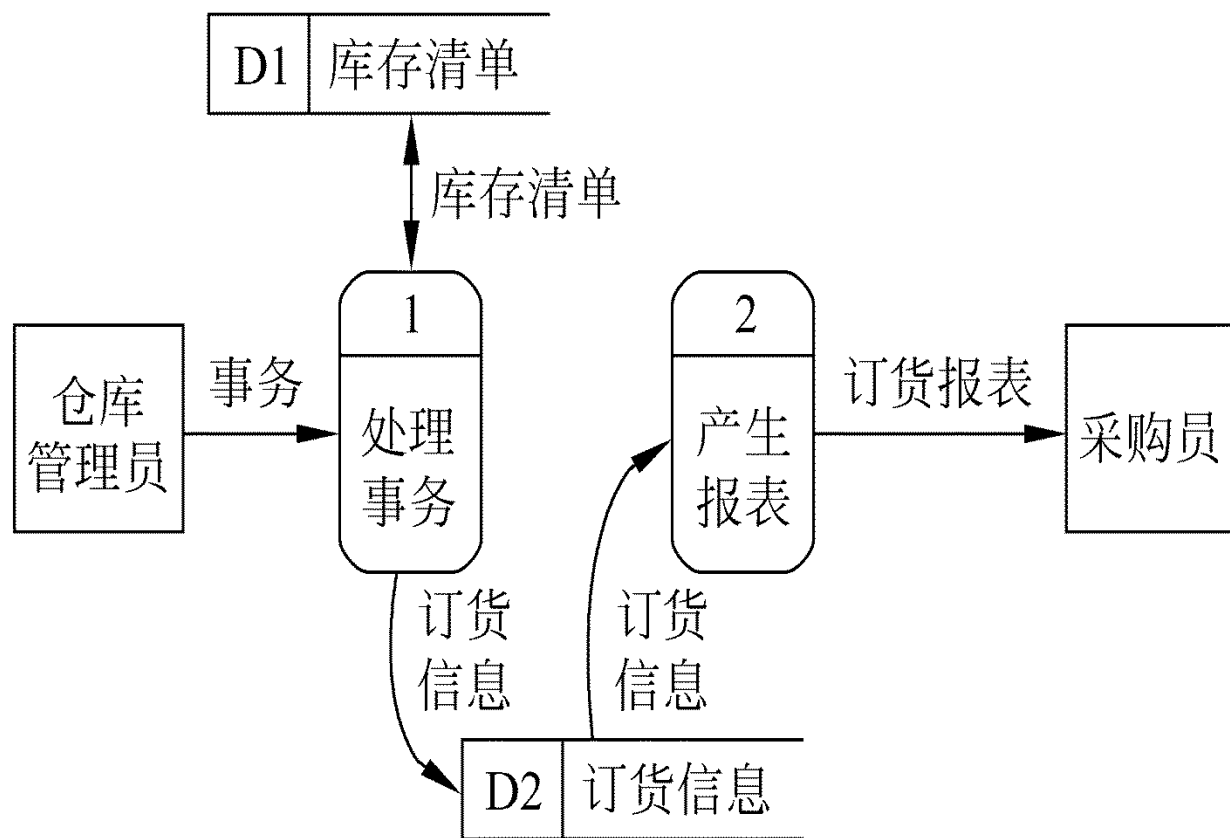 D1 库存清单
库存清单
1
2
仓库
管理员
事务
处理
事务
产生
报表
订货报表
采购员
订货
信息
订货
信息
D2 订货信息